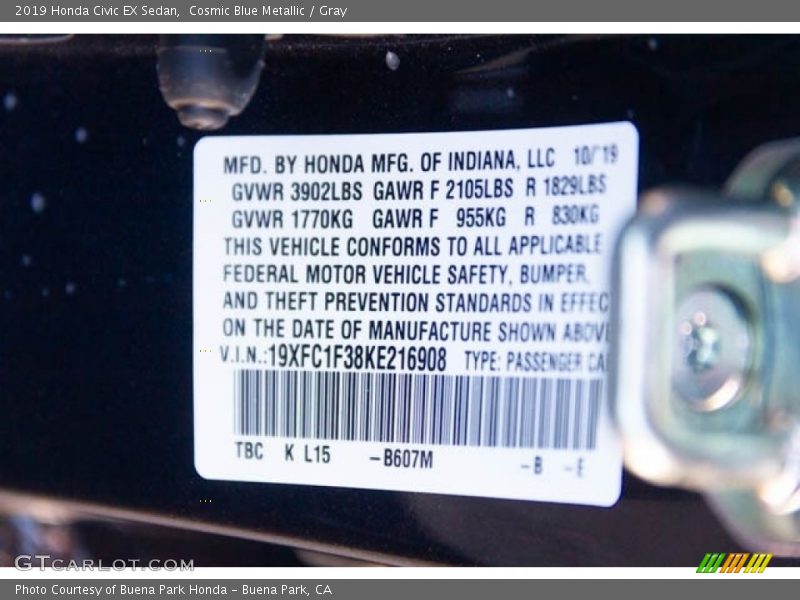 2019 Honda Civic EX Sedan,  Cosmic Blue Metallic / Gray
MFD. BY HONDA MFG. OF INDIANA, LLC 10/19
GVWR 3902LBS GAWR F 2105LBS R 1829LBS
GVWR 1770KG GAWR F 955KG R 830KG
THIS VEHICLE CONFORMS TO ALL APPLICABLE
FEDERAL MOTOR VEHICLE SAFETY, BUMPER,
AND THEFT PREVENTION STANDARDS IN EFFEC
ON THE DATE OF MANUFACTURE SHOWN ABOVE
V.I.N.:19XFC1F38KE216908 TYPE: PASSENGER CA
TBC K L15 -B607M -B -E
GTCARLOT.COM
Photo Courtesy of Buena Park Honda - Buena Park, CA